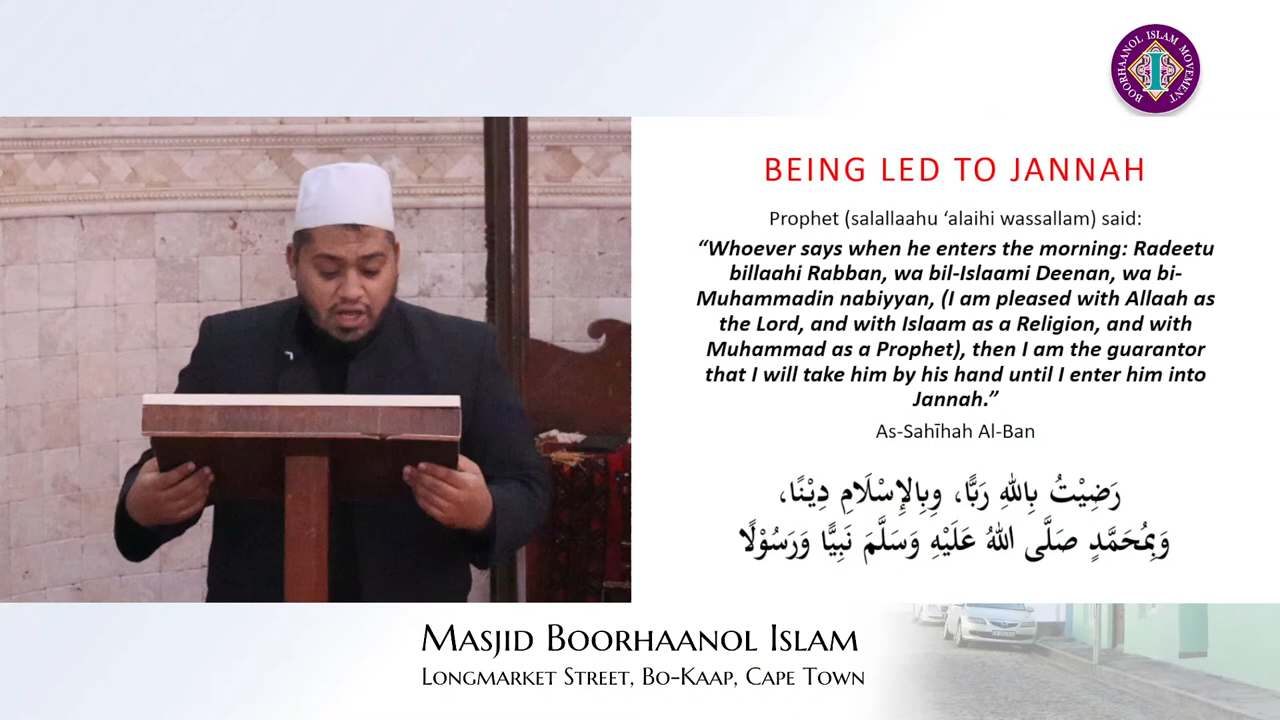 BOORHAANOL ISLAM MOVEMENT
I
BEING LED TO JANNAH
Prophet (salallaahu ‘alaihi wassallam) said:
“Whoever says when he enters the morning: Radeetu
billaahi Rabban, wa bil-Islaami Deenan, wa bi-
Muhammadin nabiyyan, (I am pleased with Allaah as
the Lord, and with Islaam as a Religion, and with
Muhammad as a Prophet), then I am the guarantor
that I will take him by his hand until I enter him into
Jannah.”
As-Sahīhah Al-Ban
رَضِيْتُ بِاللهِ رَبًّا، وَبِالإِسْلَامِ دِيْنًا،
وَبِمُحَمَّدٍ صَلَّى اللهُ عَلَيْهِ وَسَلَّمَ نَبِيًّا وَرَسُوْلًا
Masjid Boorhaanol Islam
Longmarket Street, Bo-Kaap, Cape Town